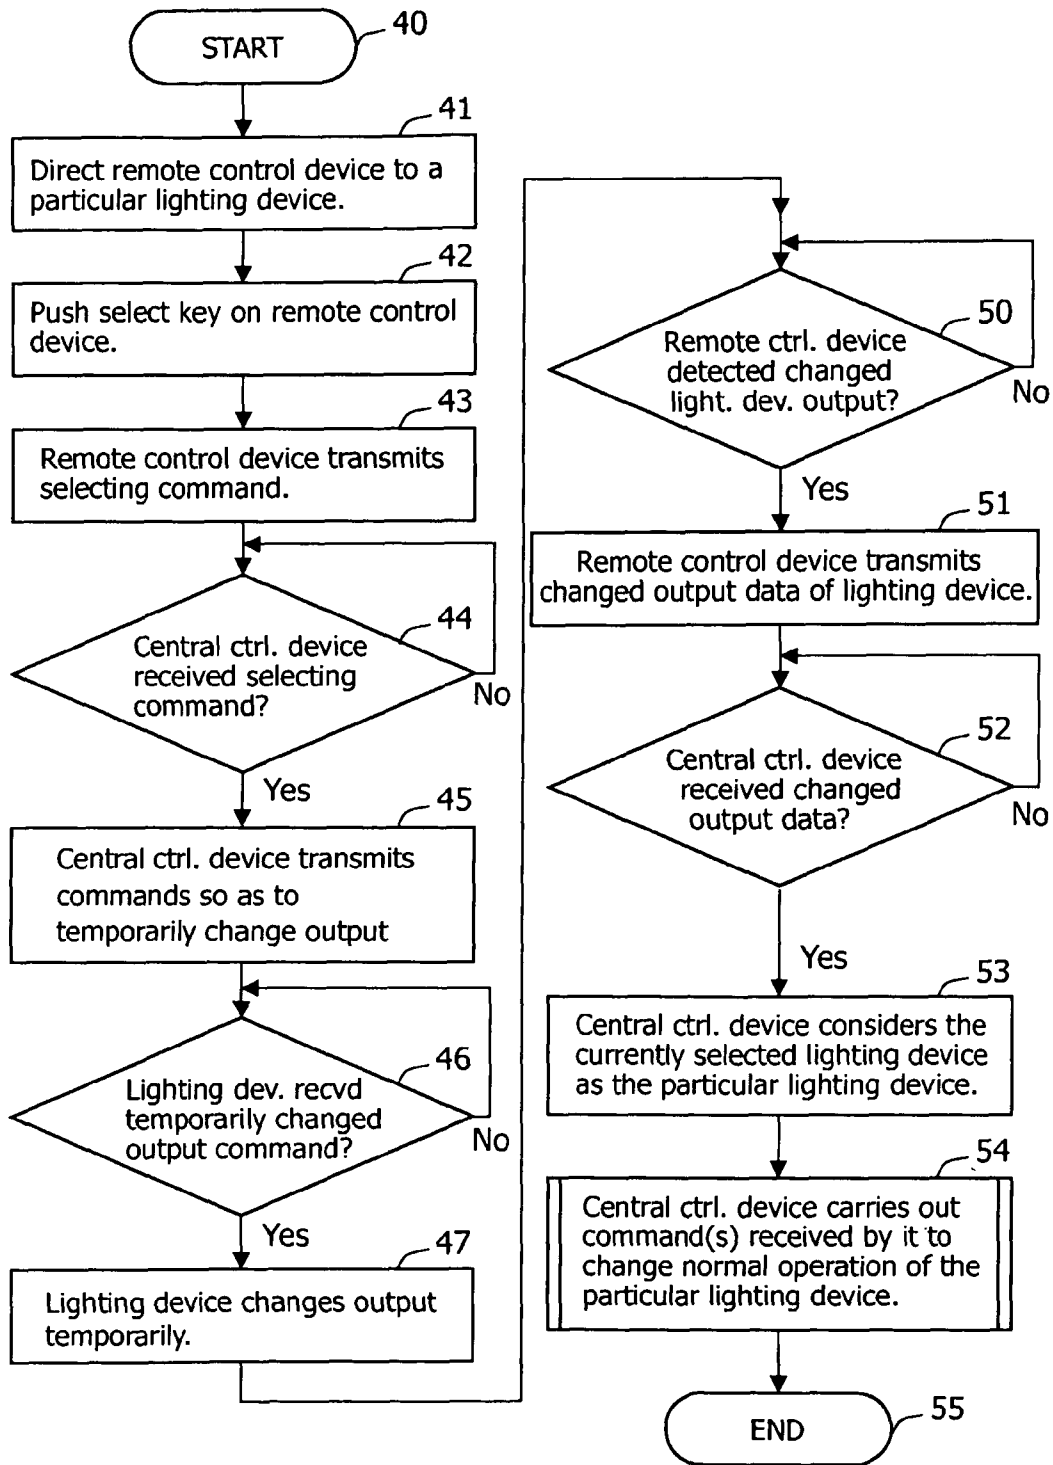 START
40
41
Direct remote control device to a
particular lighting device.
42
Push select key on remote control
device.
43
Remote control device transmits
selecting command.
44
Central ctrl. device
received selecting
command?
No
Yes
45
Central ctrl. device transmits
commands so as to
temporarily change output
46
Lighting dev. recvd
temporarily changed
output command?
No
Yes
47
Lighting device changes output
temporarily.
50
Remote ctrl. device
detected changed
light. dev. output?
No
Yes
51
Remote control device transmits
changed output data of lighting device.
52
Central ctrl. device
received changed
output data?
No
Yes
53
Central ctrl. device considers the
currently selected lighting device
as the particular lighting device.
54
Central ctrl. device carries out
command(s) received by it to
change normal operation of the
particular lighting device.
END
55